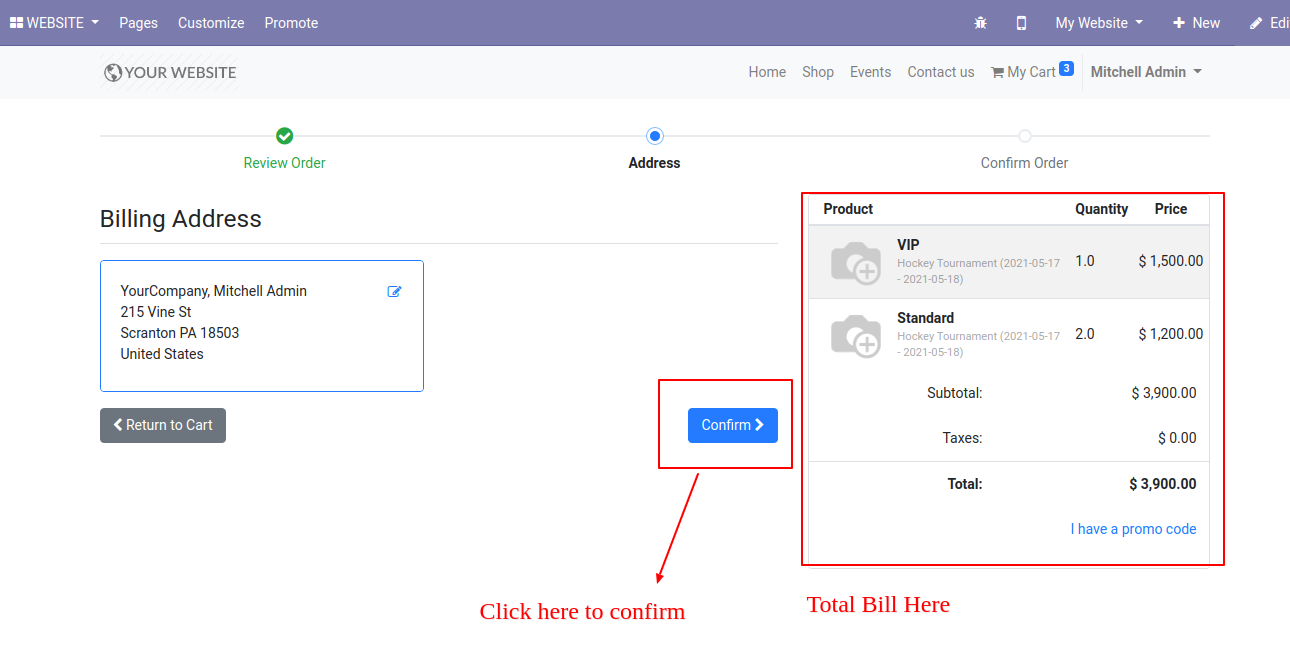 WEBSITE Pages Customize Promote My Website New Edi
YOUR WEBSITE Home Shop Events Contact us My Cart 3 Mitchell Admin
Review Order Address Confirm Order
Billing Address
YourCompany, Mitchell Admin
215 Vine St
Scranton PA 18503
United States
Return to Cart Confirm
Product Quantity Price
VIP
Hockey Tournament (2021-05-17
- 2021-05-18)
1.0 $ 1,500.00
Standard
Hockey Tournament (2021-05-17
- 2021-05-18)
2.0 $ 1,200.00
Subtotal: $ 3,900.00
Taxes: $ 0.00
Total: $ 3,900.00
I have a promo code
Click here to confirm
Total Bill Here